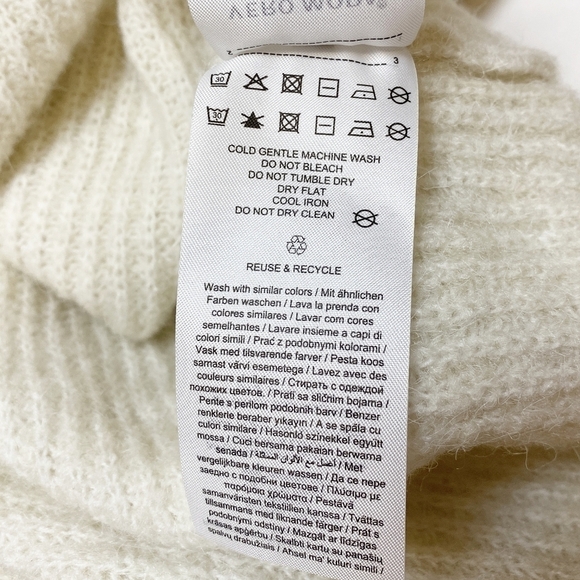 VERO MODA®
2
3
30
30
COLD GENTLE MACHINE WASH
DO NOT BLEACH
DO NOT TUMBLE DRY
DRY FLAT
COOL IRON
DO NOT DRY CLEAN
REUSE & RECYCLE
Wash with similar colors / Mit ähnlichen
Farben waschen / Lava la prenda con
colores similares / Lavar com cores
semelhantes / Lavare insieme a capi di
colori simili / Prać z podobnymi kolorami /
Vask med tilsvarende farver / Pesta koos
sarnast värvi esemetega / Lavez avec des
couleurs similaires / Стирать с одеждой
похожих цветов. / Prati sa sličnim bojama /
Perite s perilom podobnih barv / Benzer
renklerle beraber yıkayın / A se spăla cu
culori similare / Hasonló színekkel együtt
mossa / Cuci bersama pakaian berwarna
senada / أغسل مع الألوان المماثلة / Met
vergelijkbare kleuren wassen / Да се пере
заедно с подобни цветове / Πλύσιμο με
παρόμοια χρώματα / Pestävä
samanväristen tekstiilien kanssa / Tvättas
tillsammans med liknande färger / Prát s
podobnými odstíny / Mazgāt ar līdzīgas
krāsas apģērbu / Skalbti kartu su panašių
spalvų drabužiais / Ahsel ma' kuluri simili /